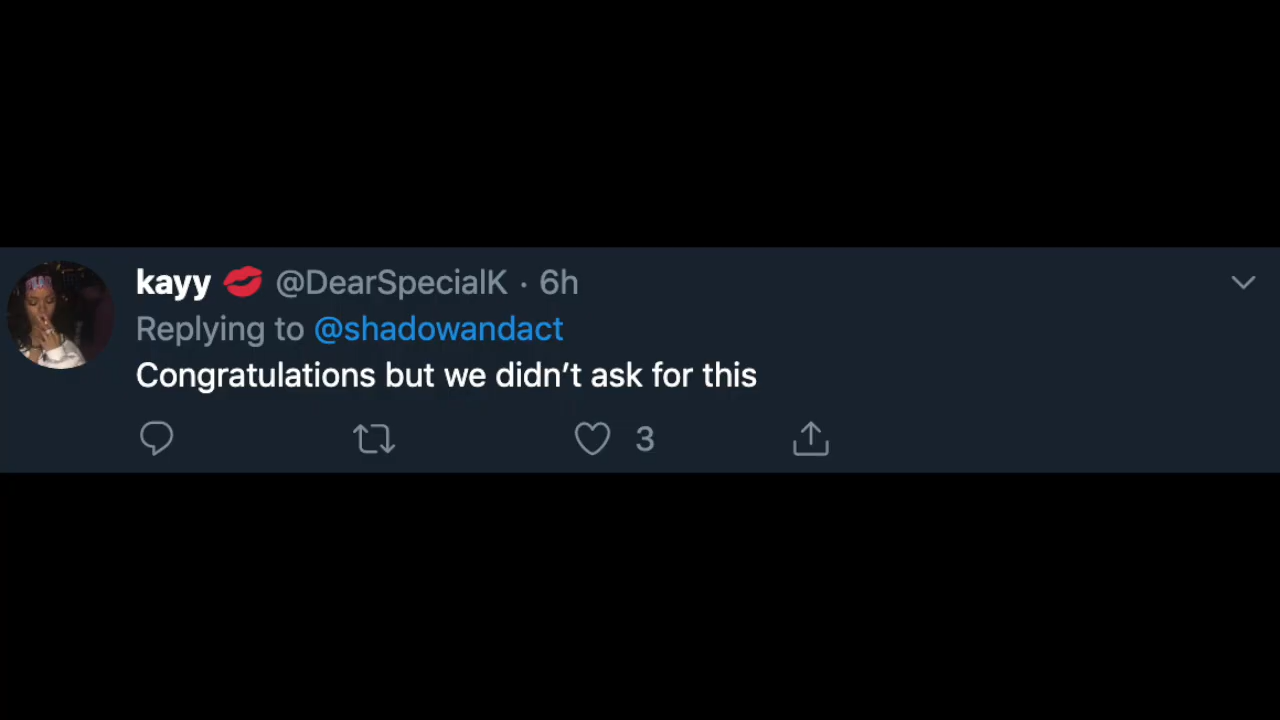 kayy 💋 @DearSpecialK · 6h
Replying to @shadowandact
Congratulations but we didn’t ask for this
3